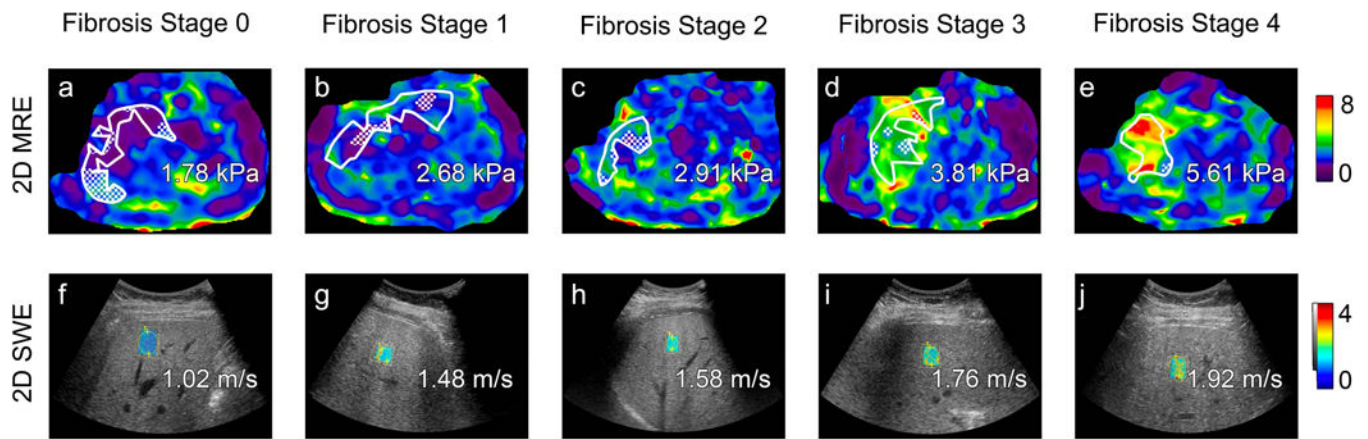 Fibrosis Stage 0 Fibrosis Stage 1 Fibrosis Stage 2 Fibrosis Stage 3 Fibrosis Stage 4
2D MRE
a b c d e
8
0
1.78 kPa 2.68 kPa 2.91 kPa 3.81 kPa 5.61 kPa
2D SWE
f g h i j
4
0
1.02 m/s 1.48 m/s 1.58 m/s 1.76 m/s 1.92 m/s